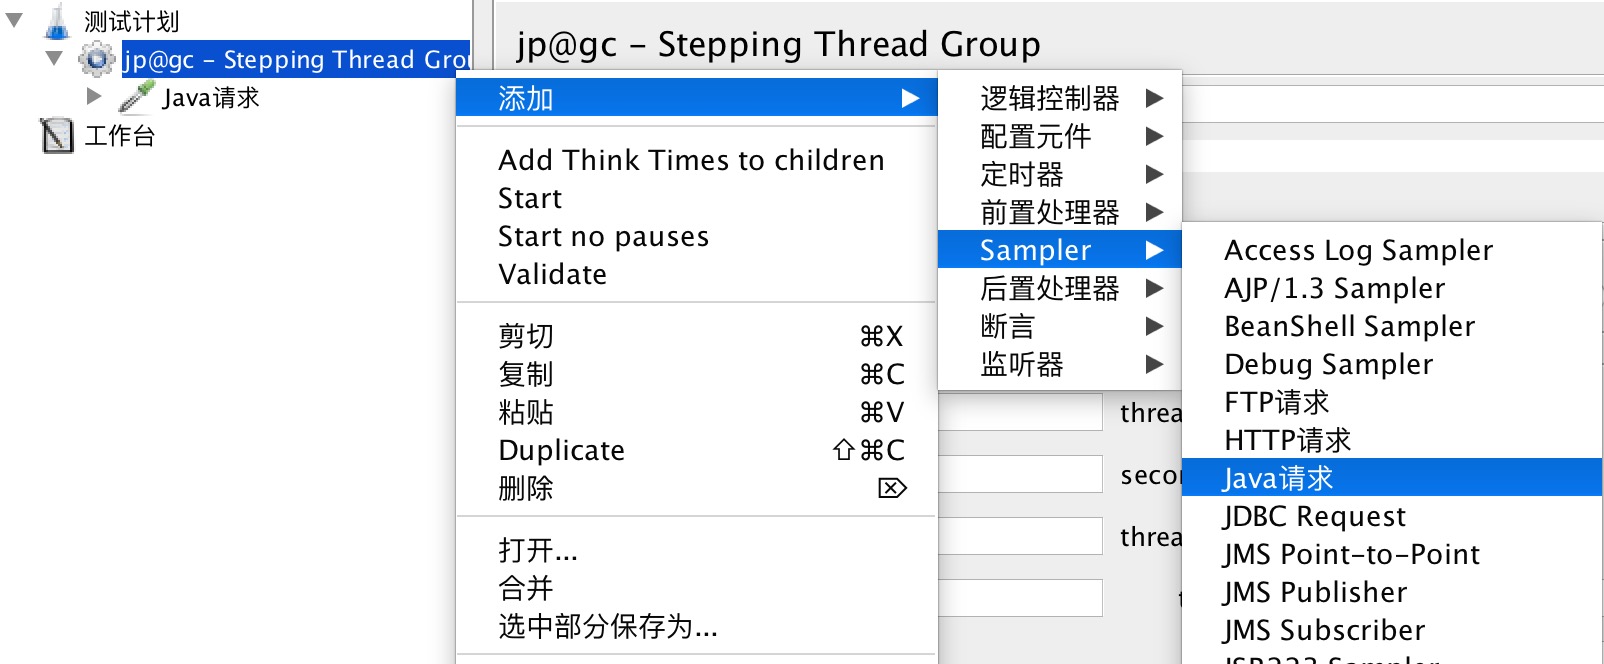 测试计划
jp@gc - Stepping Thread Gro
Java请求
工作台
jp@gc - Stepping Thread Group
添加
Add Think Times to children
Start
Start no pauses
Validate
剪切 ⌘X
复制 ⌘C
粘贴 ⌘V
Duplicate ⇧⌘C
删除 ⌦
打开...
合并
选中部分保存为...
逻辑控制器
配置元件
定时器
前置处理器
Sampler
后置处理器
断言
监听器
threa
secon
threa
t
Access Log Sampler
AJP/1.3 Sampler
BeanShell Sampler
Debug Sampler
FTP请求
HTTP请求
Java请求
JDBC Request
JMS Point-to-Point
JMS Publisher
JMS Subscriber
JSR223 Sampler